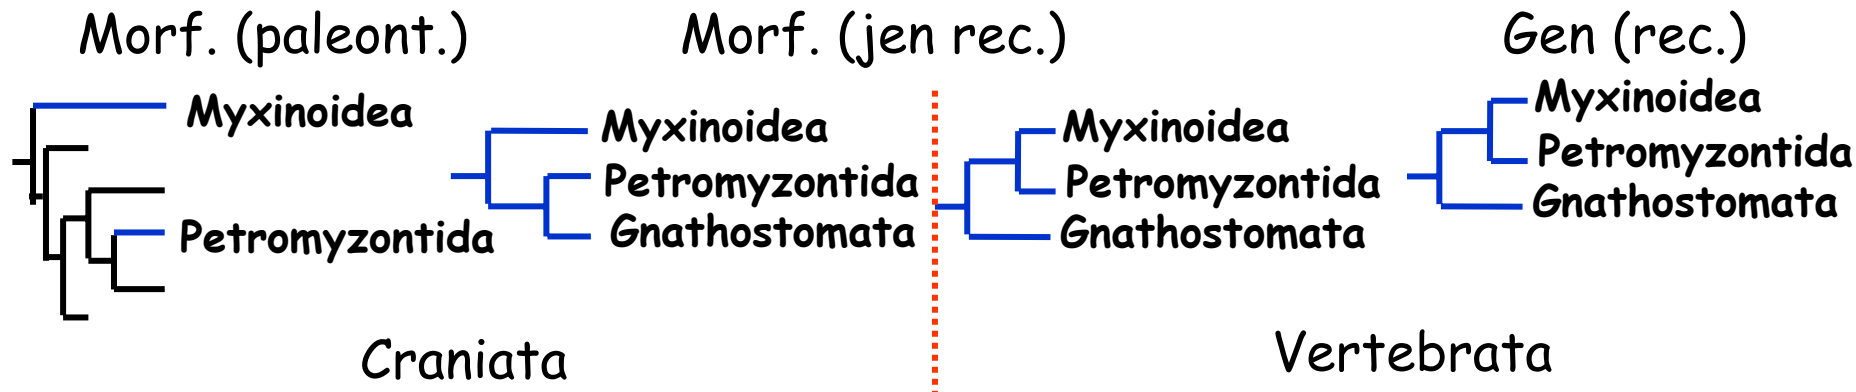 Morf. (paleont.)
Morf. (jen rec.)
Gen (rec.)
Myxinoidea
Petromyzontida
Myxinoidea
Petromyzontida
Gnathostomata
Myxinoidea
Petromyzontida
Gnathostomata
Myxinoidea
Petromyzontida
Gnathostomata
Craniata
Vertebrata